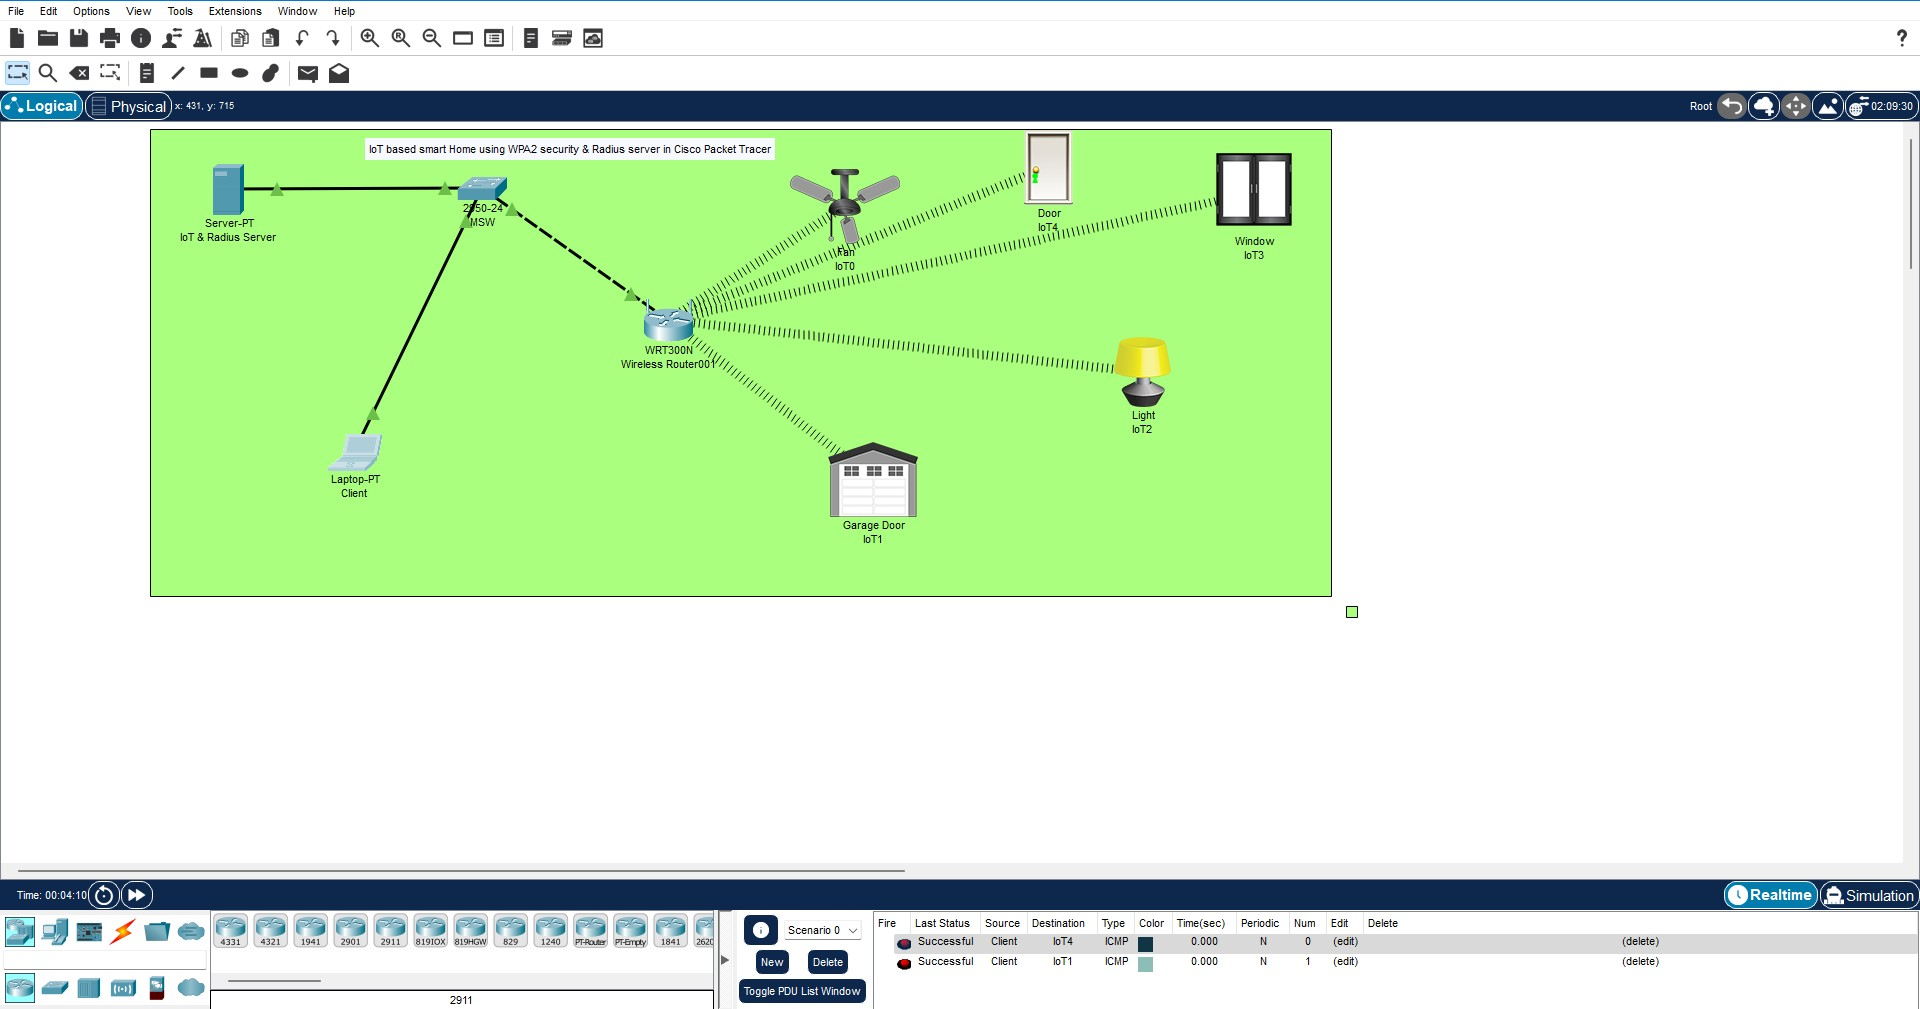 File Edit Options View Tools Extensions Window Help
?
Logical Physical x: 431, y: 715 Root 02:09:30
IoT based smart Home using WPA2 security & Radius server in Cisco Packet Tracer
Server-PT
IoT & Radius Server
2950-24
MSW
Fan
IoT0
Door
IoT4
Window
IoT3
WRT300N
Wireless Router001
Light
IoT2
Laptop-PT
Client
Garage Door
IoT1
Time: 00:04:10 Realtime Simulation
4331 4321 1941 2901 2911 819IOX 819HGW 829 1240 PT-Router PT-Empty 1841 2620
2911
Scenario 0
New Delete
Toggle PDU List Window
Fire Last Status Source Destination Type Color Time(sec) Periodic Num Edit Delete
Successful Client IoT4 ICMP 0.000 N 0 (edit) (delete)
Successful Client IoT1 ICMP 0.000 N 1 (edit) (delete)